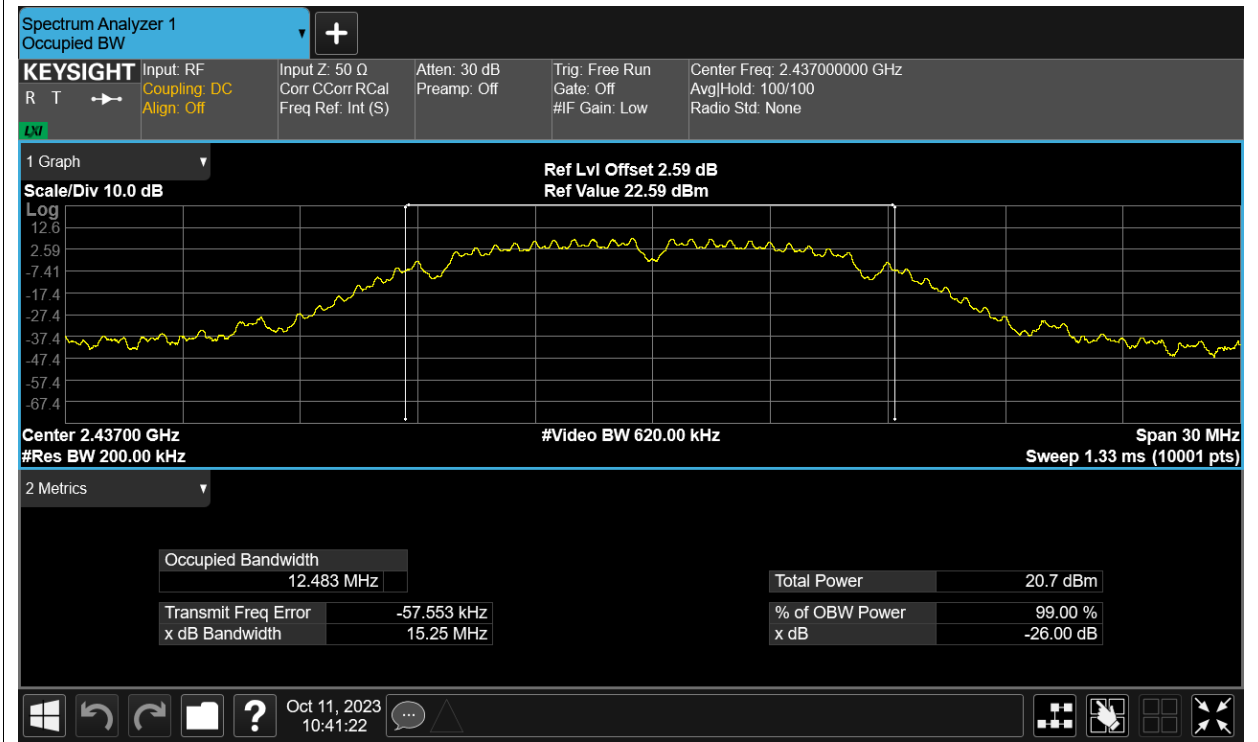 Spectrum Analyzer 1
Occupied BW
KEYSIGHT
R T
LXI
Input: RF
Coupling: DC
Align: Off
Input Z: 50 Ω
Corr CCorr RCal
Freq Ref: Int (S)
Atten: 30 dB
Preamp: Off
Trig: Free Run
Gate: Off
#IF Gain: Low
Center Freq: 2.437000000 GHz
Avg|Hold: 100/100
Radio Std: None
1 Graph
Scale/Div 10.0 dB
Ref Lvl Offset 2.59 dB
Ref Value 22.59 dBm
Log
12.6
2.59
-7.41
-17.4
-27.4
-37.4
-47.4
-57.4
-67.4
Center 2.43700 GHz
#Video BW 620.00 kHz
Span 30 MHz
#Res BW 200.00 kHz
Sweep 1.33 ms (10001 pts)
2 Metrics
Occupied Bandwidth
12.483 MHz
Total Power 20.7 dBm
Transmit Freq Error -57.553 kHz
% of OBW Power 99.00 %
x dB Bandwidth 15.25 MHz
x dB -26.00 dB
?
Oct 11, 2023
10:41:22